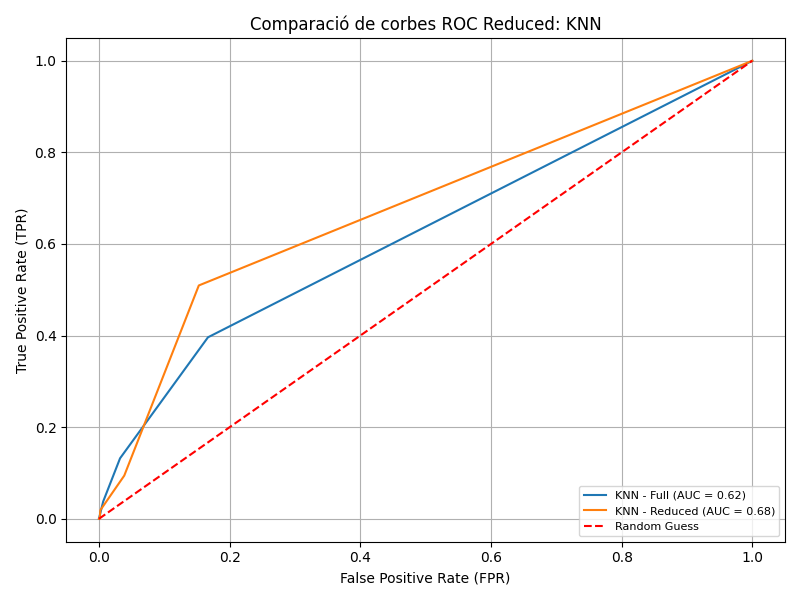 Comparació de corbes ROC Reduced: KNN
True Positive Rate (TPR)
1.0
0.8
0.6
0.4
0.2
0.0
0.0 0.2 0.4 0.6 0.8 1.0
False Positive Rate (FPR)
KNN - Full (AUC = 0.62)
KNN - Reduced (AUC = 0.68)
Random Guess